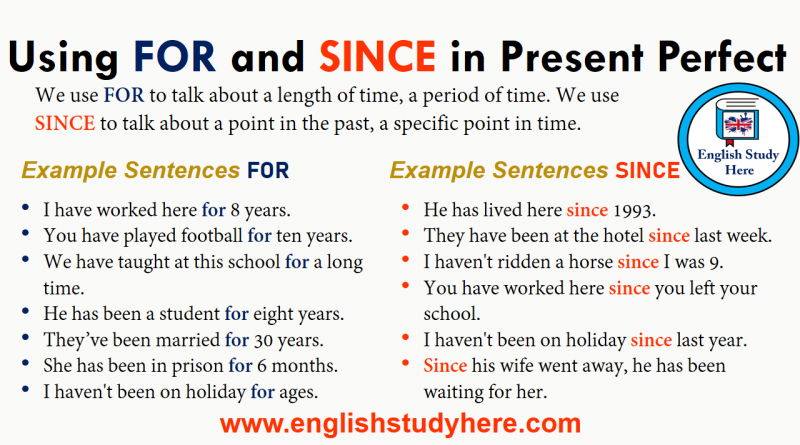 Using FOR and SINCE in Present Perfect
We use FOR to talk about a length of time, a period of time. We use
SINCE to talk about a point in the past, a specific point in time.
English Study
Here
Example Sentences FOR
• I have worked here for 8 years.
• You have played football for ten years.
• We have taught at this school for a long
time.
• He has been a student for eight years.
• They’ve been married for 30 years.
• She has been in prison for 6 months.
• I haven't been on holiday for ages.
Example Sentences SINCE
• He has lived here since 1993.
• They have been at the hotel since last week.
• I haven't ridden a horse since I was 9.
• You have worked here since you left your
school.
• I haven't been on holiday since last year.
• Since his wife went away, he has been
waiting for her.
www.englishstudyhere.com